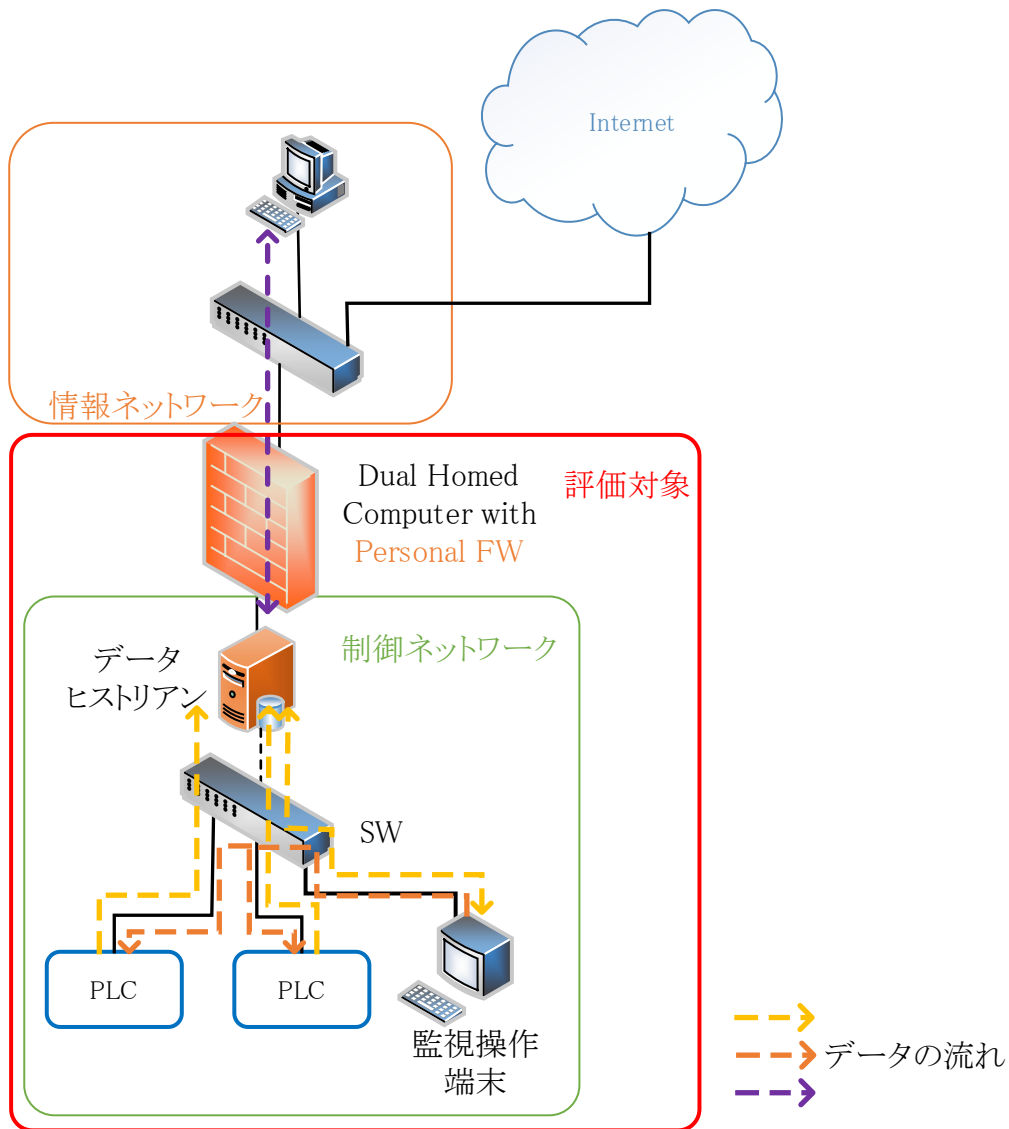 Internet
情報ネットワーク
Dual Homed
Computer with
Personal FW
評価対象
制御ネットワーク
データ
ヒストリアン
SW
PLC
PLC
監視操作
端末
データの流れ